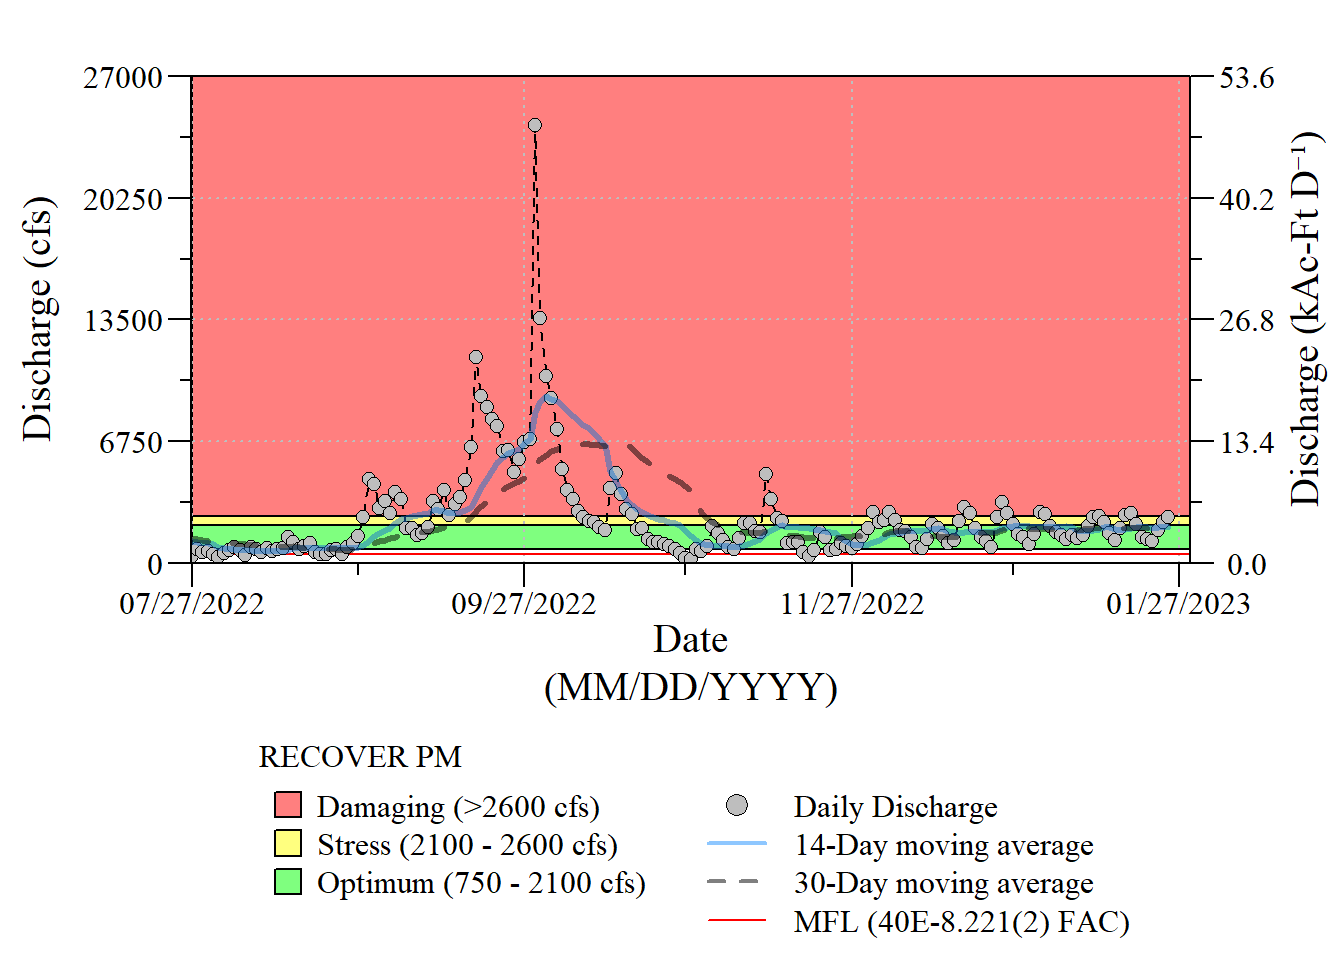 27000
20250
13500
6750
0
Discharge (cfs)
53.6
40.2
26.8
13.4
0.0
Discharge (kAc-Ft D⁻¹)
07/27/2022
09/27/2022
11/27/2022
01/27/2023
Date
(MM/DD/YYYY)
RECOVER PM
Damaging (>2600 cfs)
Stress (2100 - 2600 cfs)
Optimum (750 - 2100 cfs)
Daily Discharge
14-Day moving average
30-Day moving average
MFL (40E-8.221(2) FAC)